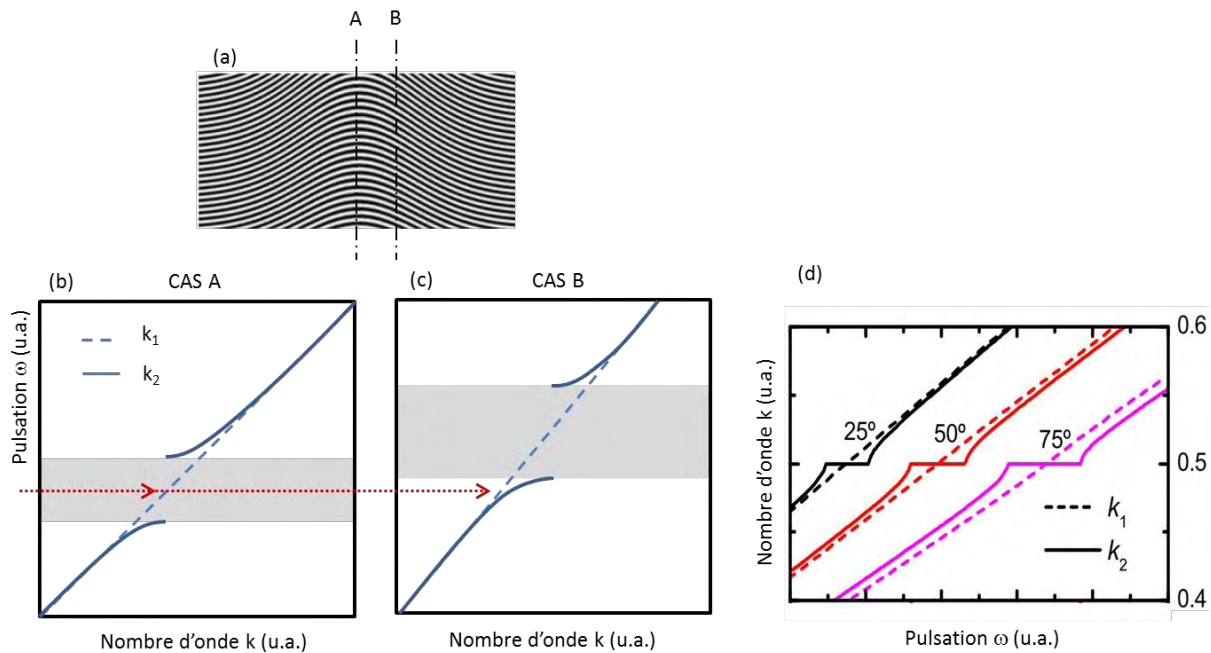 A
B
(a)
(b)
CAS A
(c)
CAS B
(d)
Pulsation ω (u.a.)
k₁
k₂
Nombre d'onde k (u.a.)
Nombre d'onde k (u.a.)
Nombre d'onde k (u.a.)
0.6
25º
50º
75º
0.5
k₁
k₂
0.4
Pulsation ω (u.a.)